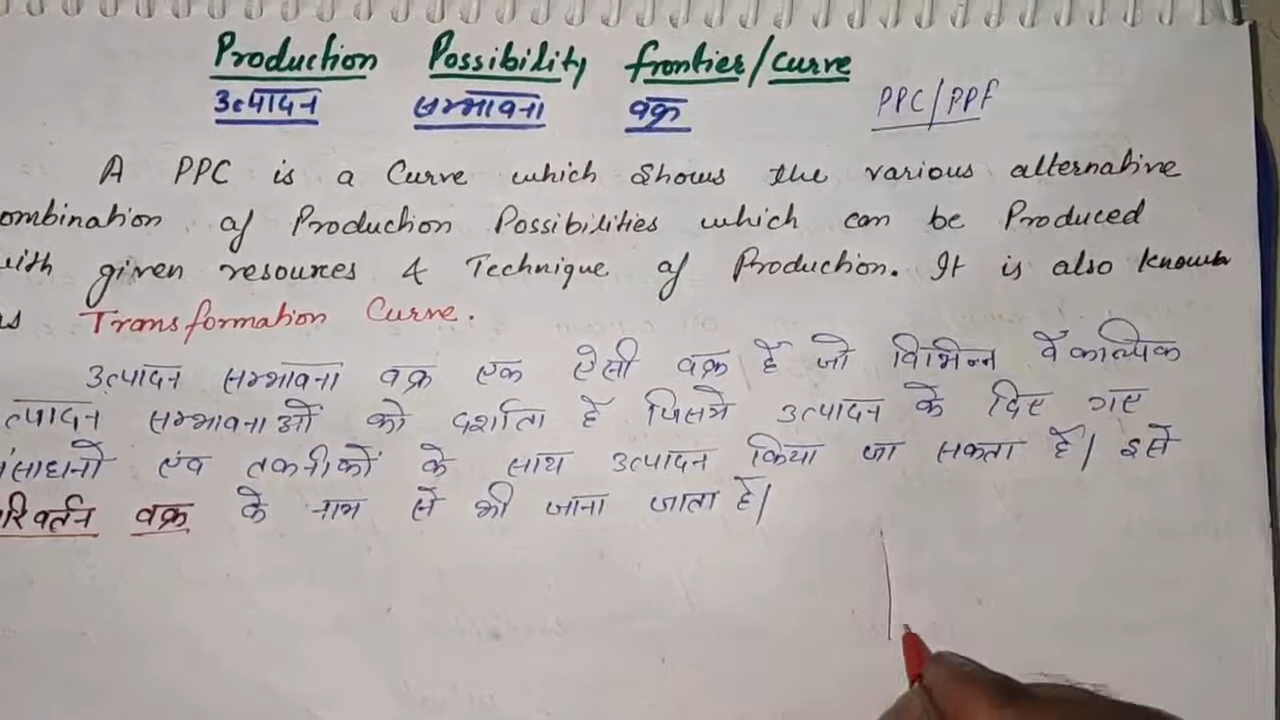 Production Possibility frontier/Curve
उत्पादन सम्भावना वक्र PPC/PPF
A PPC is a Curve which Shows the various alternative
ombination of Production Possibilities which can be Produced
with given resources & Technique of Production. It is also known
as Transformation Curve.
उत्पादन सम्भावना वक्र एक ऐसी वक्र है जो विभिन्न वैकल्पिक
त्पादन सम्भावनाओं को दर्शाता है जिसमे उत्पादन के दिए गए
संसाधनों एंव तकनीकों के साथ उत्पादन किया जा सकता है। इसे
रिवर्तन वक्र के नाम से भी जाना जाता है।